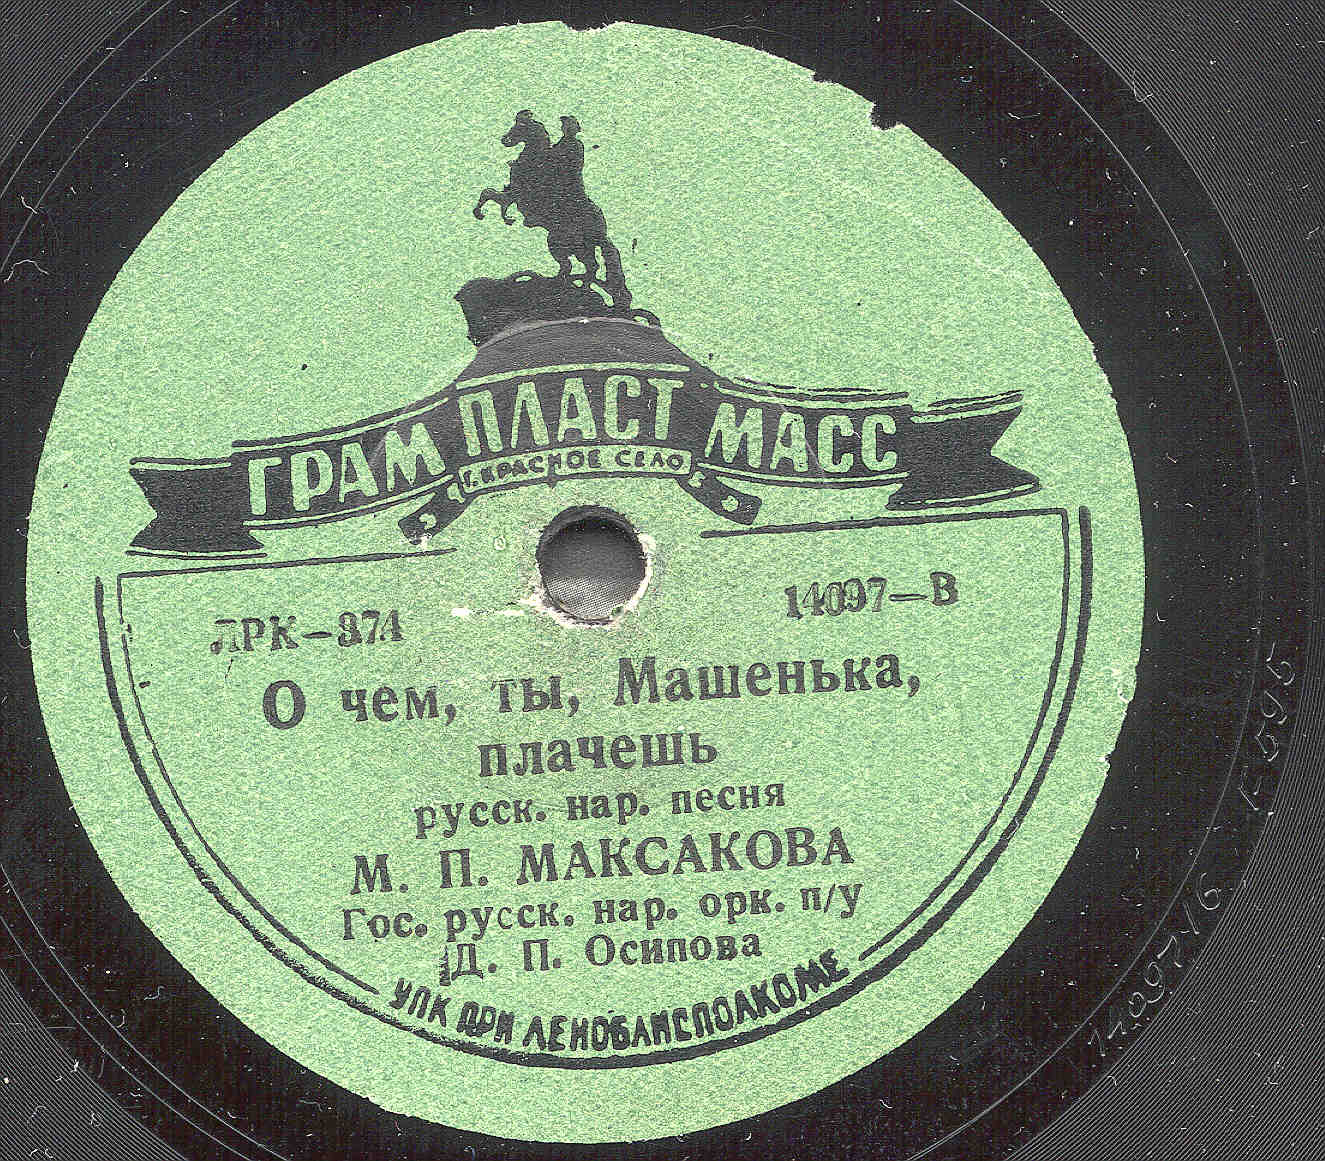 ГРАМ ПЛАСТ МАСС
Г. КРАСНОЕ СЕЛО
ЛРК–374
14097–В
О чем, ты, Машенька,
плачешь
русск. нар. песня
М. П. МАКСАКОВА
Гос. русск. нар. орк. п/у
Д. П. Осипова
УПК ПРИ ЛЕНОБЛИСПОЛКОМЕ